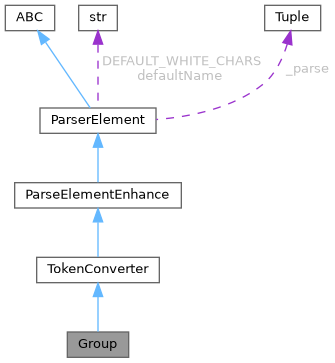 ABC
str
Tuple
DEFAULT_WHITE_CHARS
defaultName
_parse
ParserElement
ParseElementEnhance
TokenConverter
Group